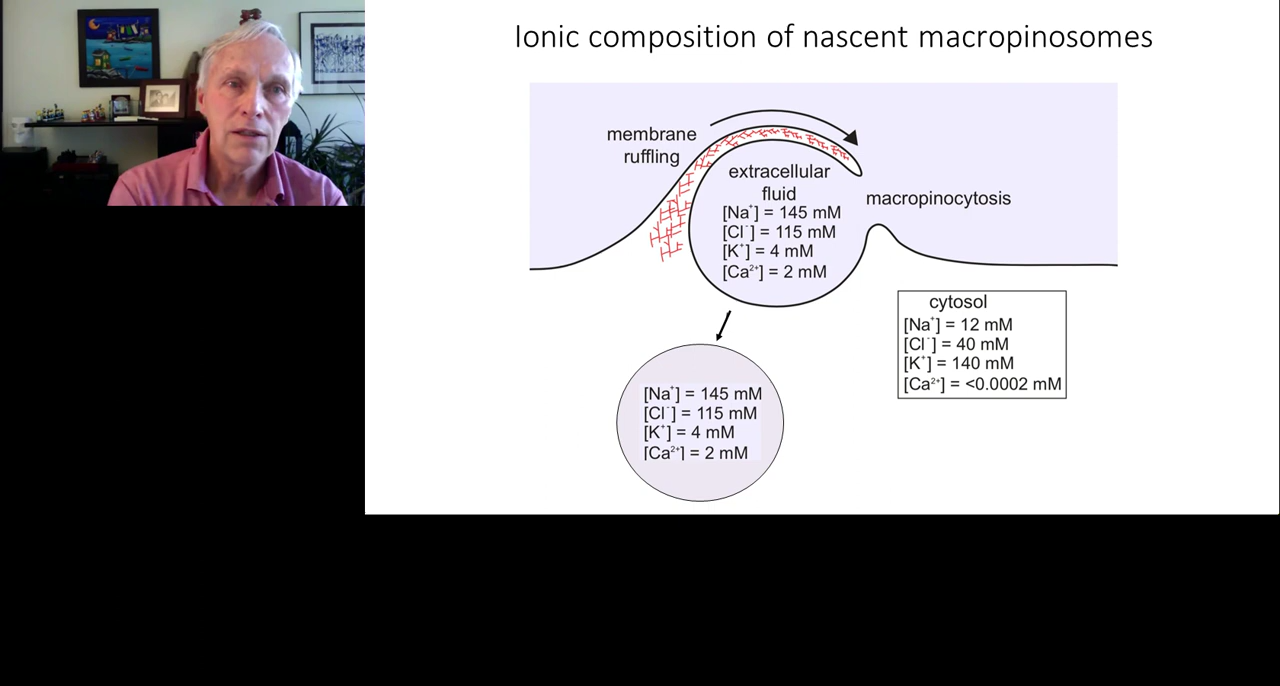 Ionic composition of nascent macropinosomes
membrane
ruffling
extracellular
fluid
[Na⁺] = 145 mM
[Cl⁻] = 115 mM
[K⁺] = 4 mM
[Ca²⁺] = 2 mM
macropinocytosis
cytosol
[Na⁺] = 12 mM
[Cl⁻] = 40 mM
[K⁺] = 140 mM
[Ca²⁺] = <0.0002 mM
[Na⁺] = 145 mM
[Cl⁻] = 115 mM
[K⁺] = 4 mM
[Ca²⁺] = 2 mM